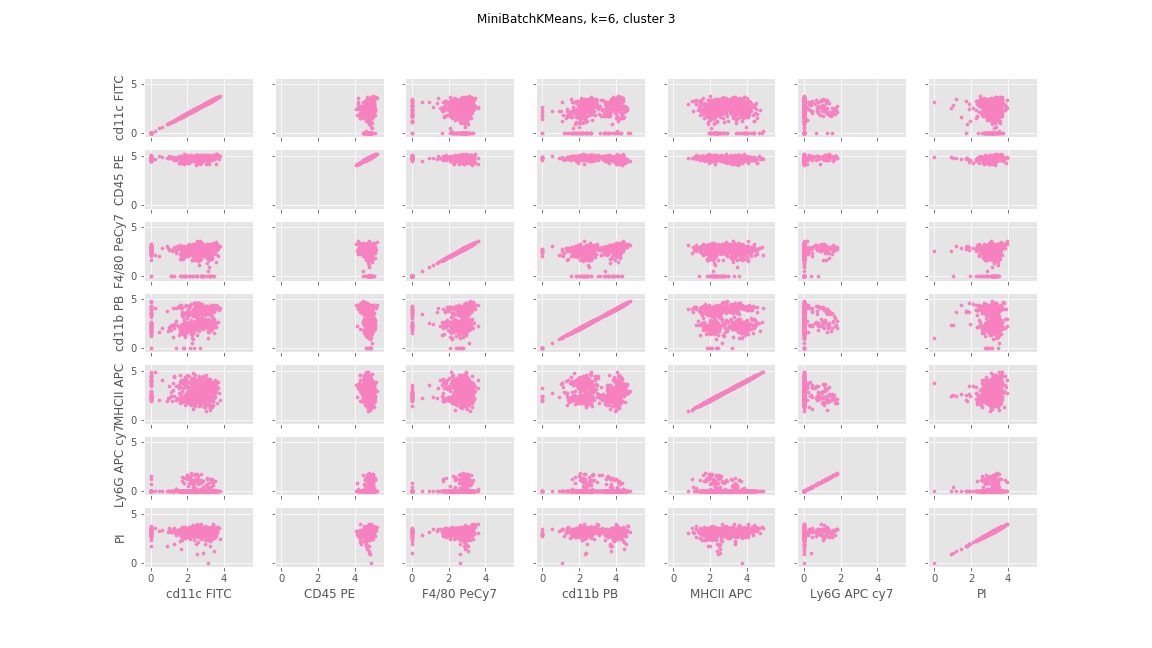 MiniBatchKMeans, k=6, cluster 3
cd11c FITC
5
0
CD45 PE
5
0
F4/80 PeCy7
5
0
cd11b PB
5
0
MHCII APC
5
0
Ly6G APC cy7
5
0
PI
5
0
0 2 4 0 2 4 0 2 4 0 2 4 0 2 4 0 2 4 0 2 4
cd11c FITC CD45 PE F4/80 PeCy7 cd11b PB MHCII APC Ly6G APC cy7 PI